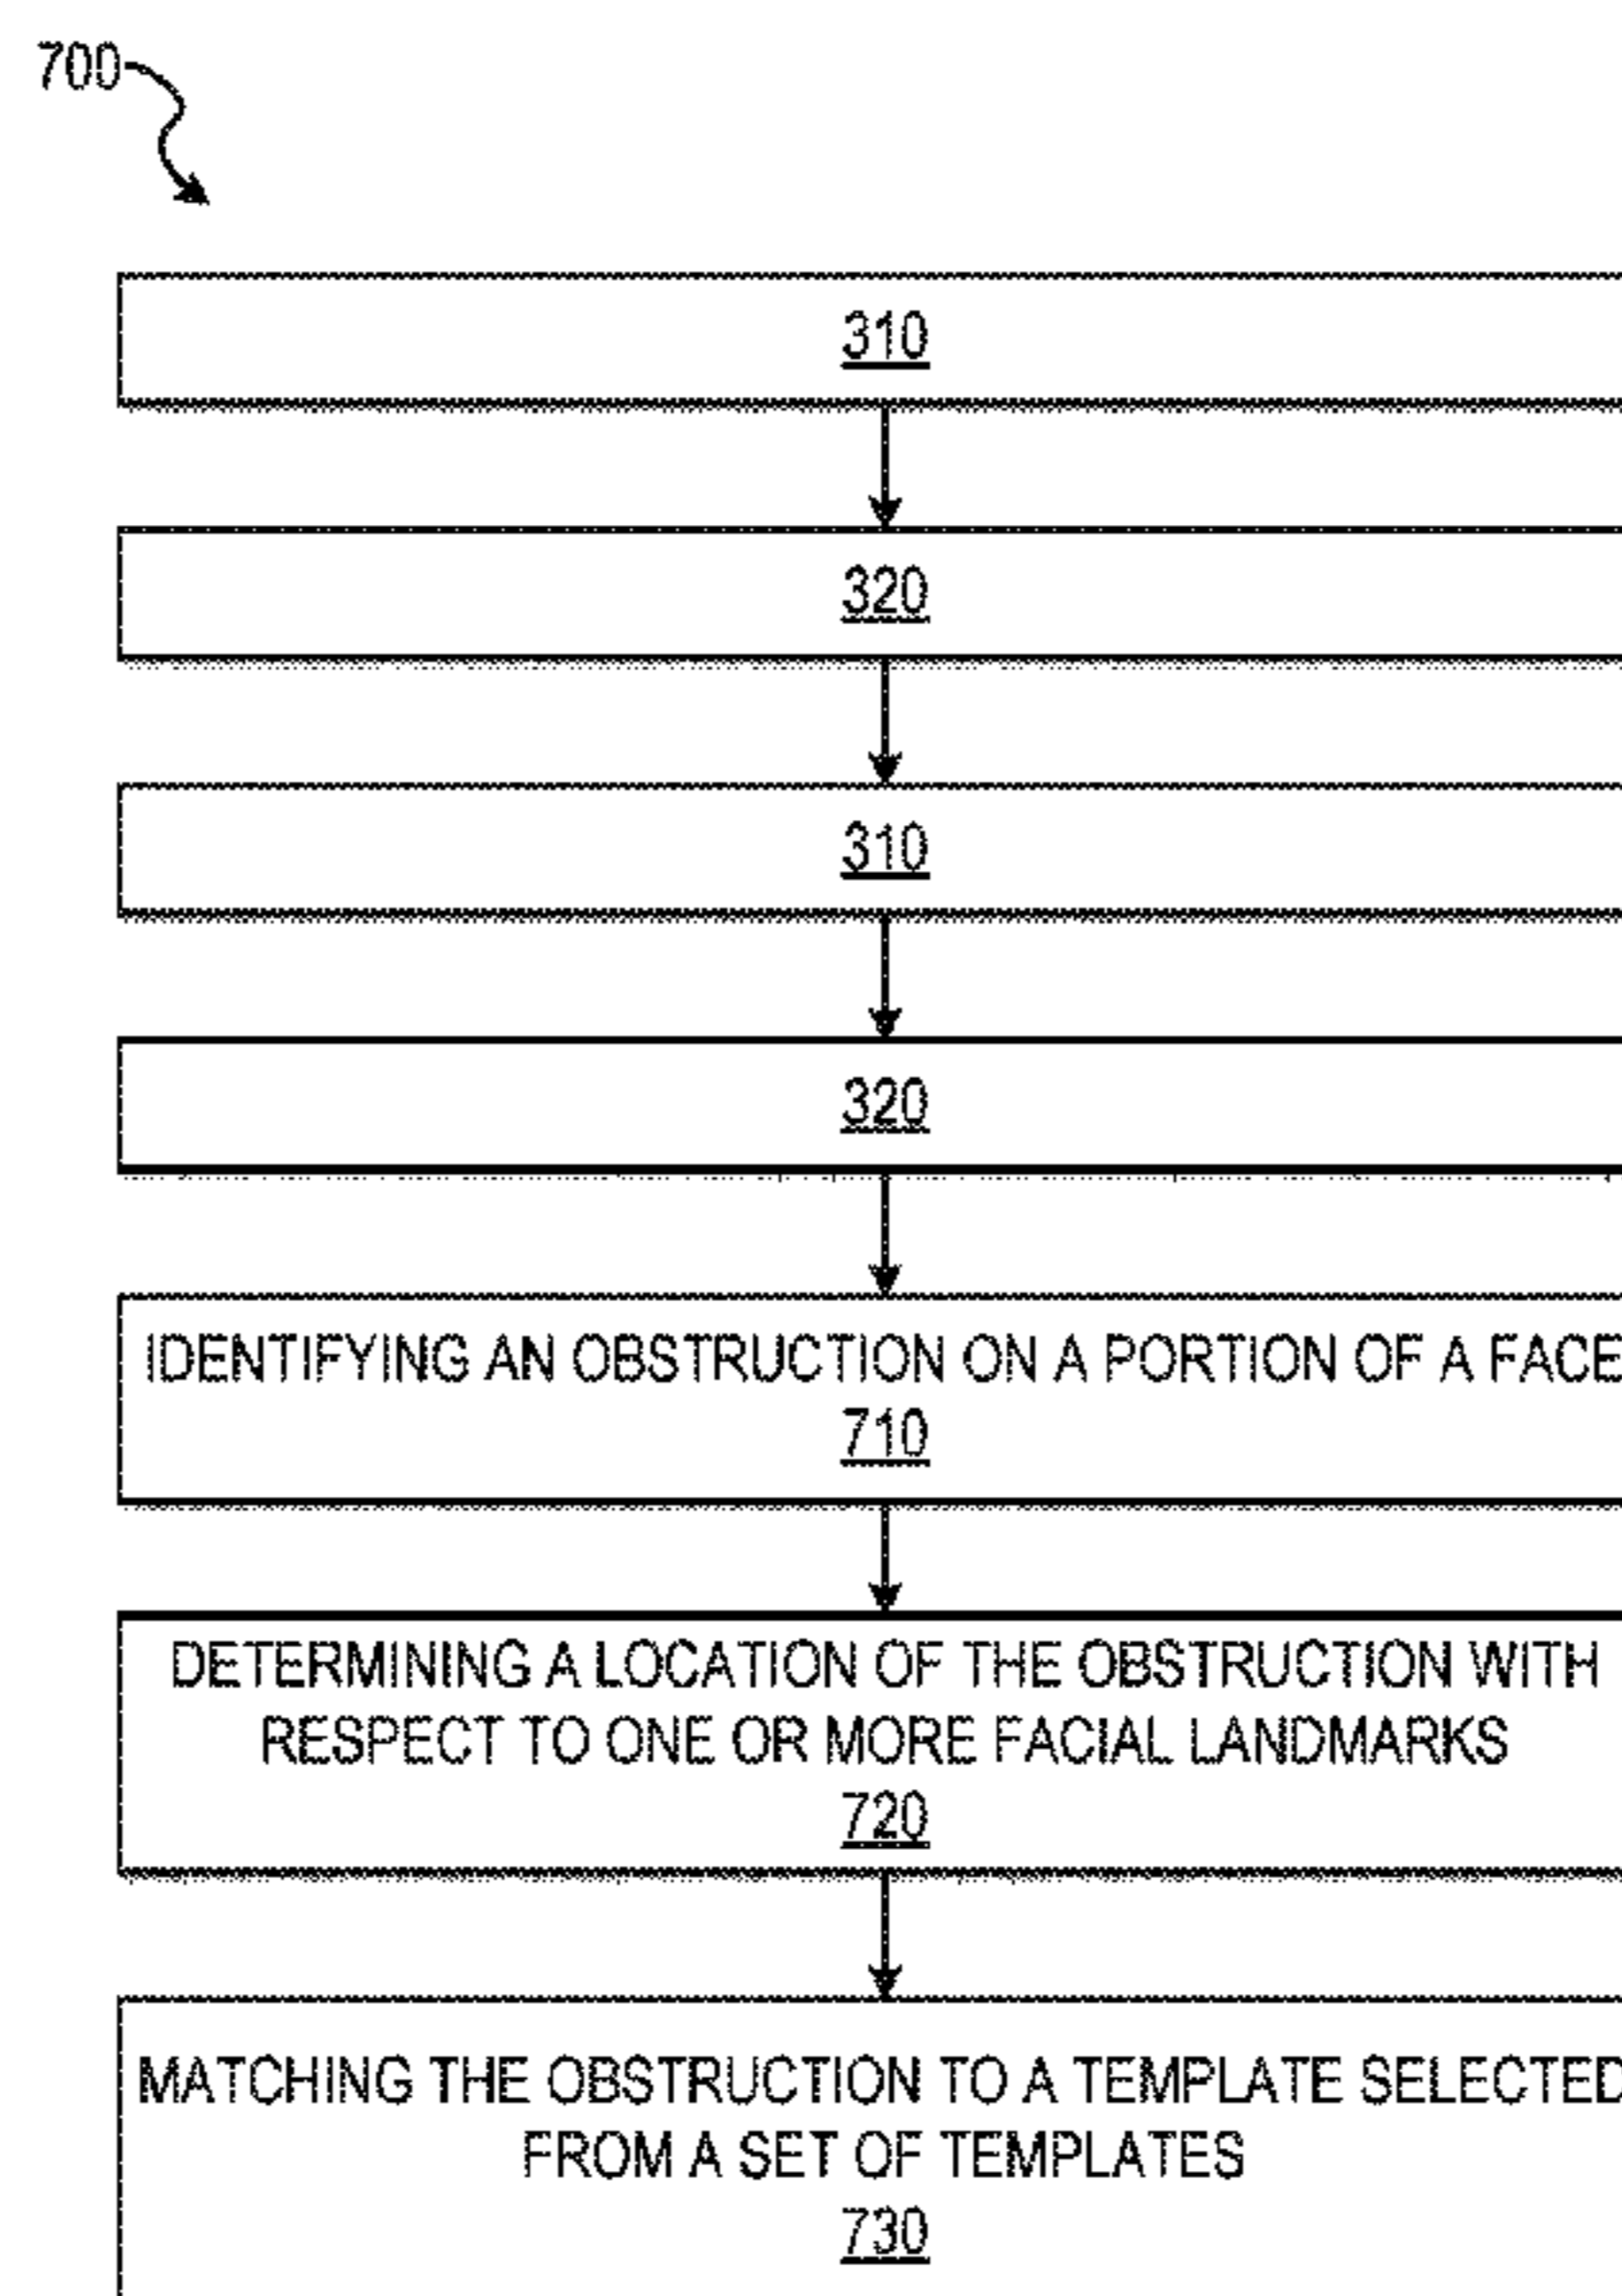 700
310
320
310
320
IDENTIFYING AN OBSTRUCTION ON A PORTION OF A FACE
710
DETERMINING A LOCATION OF THE OBSTRUCTION WITH
RESPECT TO ONE OR MORE FACIAL LANDMARKS
720
MATCHING THE OBSTRUCTION TO A TEMPLATE SELECTED
FROM A SET OF TEMPLATES
730